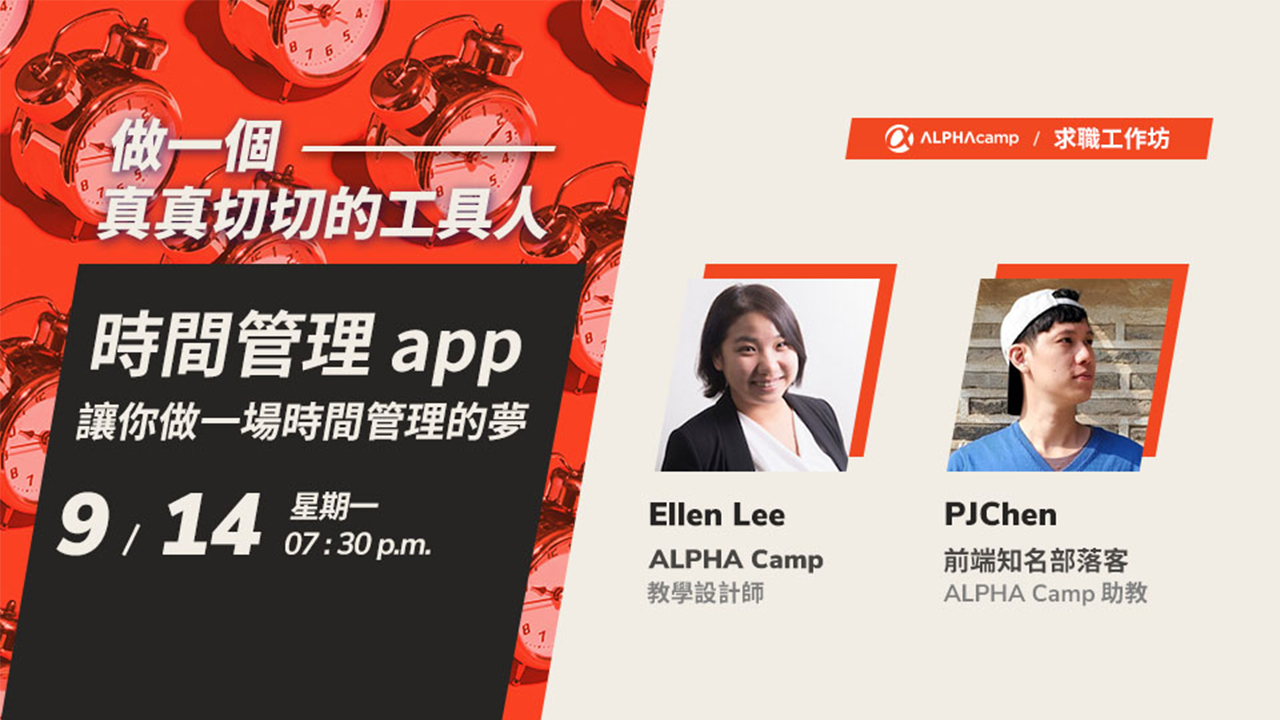 做一個
真真切切的工具人
時間管理 app
讓你做一場時間管理的夢
9 / 14 星期一
07 : 30 p.m.
ALPHAcamp / 求職工作坊
Ellen Lee
ALPHA Camp
教學設計師
PJChen
前端知名部落客
ALPHA Camp 助教